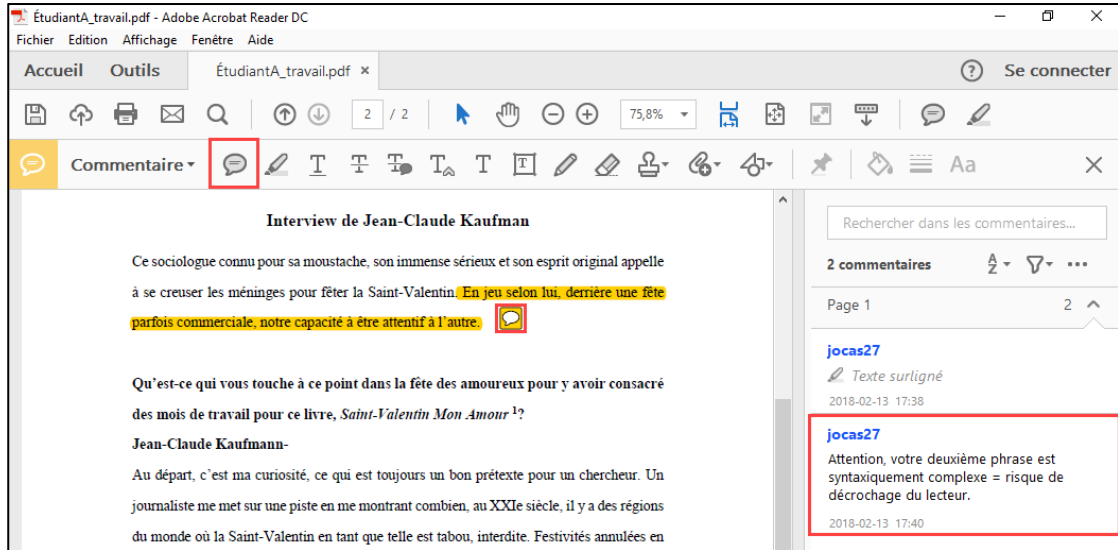 ÉtudiantA_travail.pdf - Adobe Acrobat Reader DC
Fichier Edition Affichage Fenêtre Aide
Accueil Outils ÉtudiantA_travail.pdf × ? Se connecter
2 / 2 75,8%
Commentaire T T T T T T Aa
Interview de Jean-Claude Kaufman
Ce sociologue connu pour sa moustache, son immense sérieux et son esprit original appelle
à se creuser les méninges pour fêter la Saint-Valentin. En jeu selon lui, derrière une fête
parfois commerciale, notre capacité à être attentif à l'autre.
Qu'est-ce qui vous touche à ce point dans la fête des amoureux pour y avoir consacré
des mois de travail pour ce livre, Saint-Valentin Mon Amour ¹?
Jean-Claude Kaufmann-
Au départ, c'est ma curiosité, ce qui est toujours un bon prétexte pour un chercheur. Un
journaliste me met sur une piste en me montrant combien, au XXIe siècle, il y a des régions
du monde où la Saint-Valentin en tant que telle est tabou, interdite. Festivités annulées en
Rechercher dans les commentaires...
2 commentaires A Z
Page 1 2
jocas27
Texte surligné
2018-02-13 17:38
jocas27
Attention, votre deuxième phrase est
syntaxiquement complexe = risque de
décrochage du lecteur.
2018-02-13 17:40